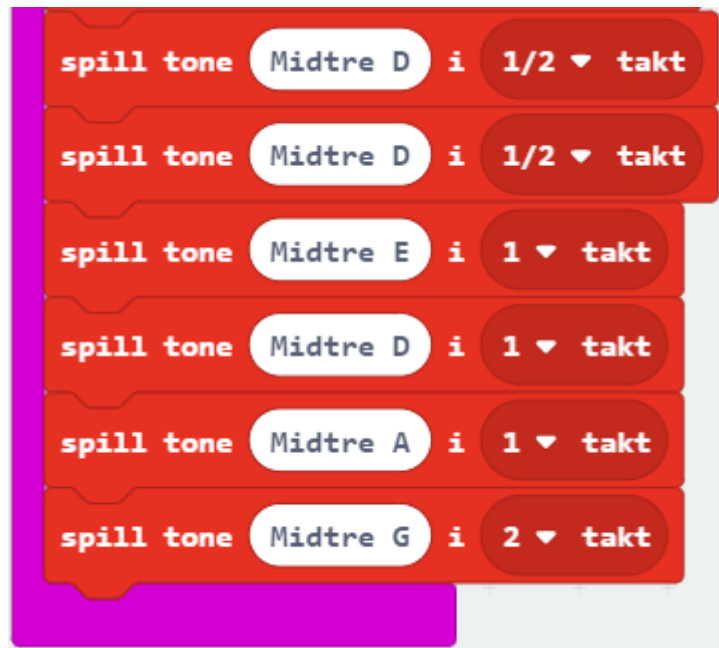 spill tone Midtre D i 1/2 takt
spill tone Midtre D i 1/2 takt
spill tone Midtre E i 1 takt
spill tone Midtre D i 1 takt
spill tone Midtre A i 1 takt
spill tone Midtre G i 2 takt